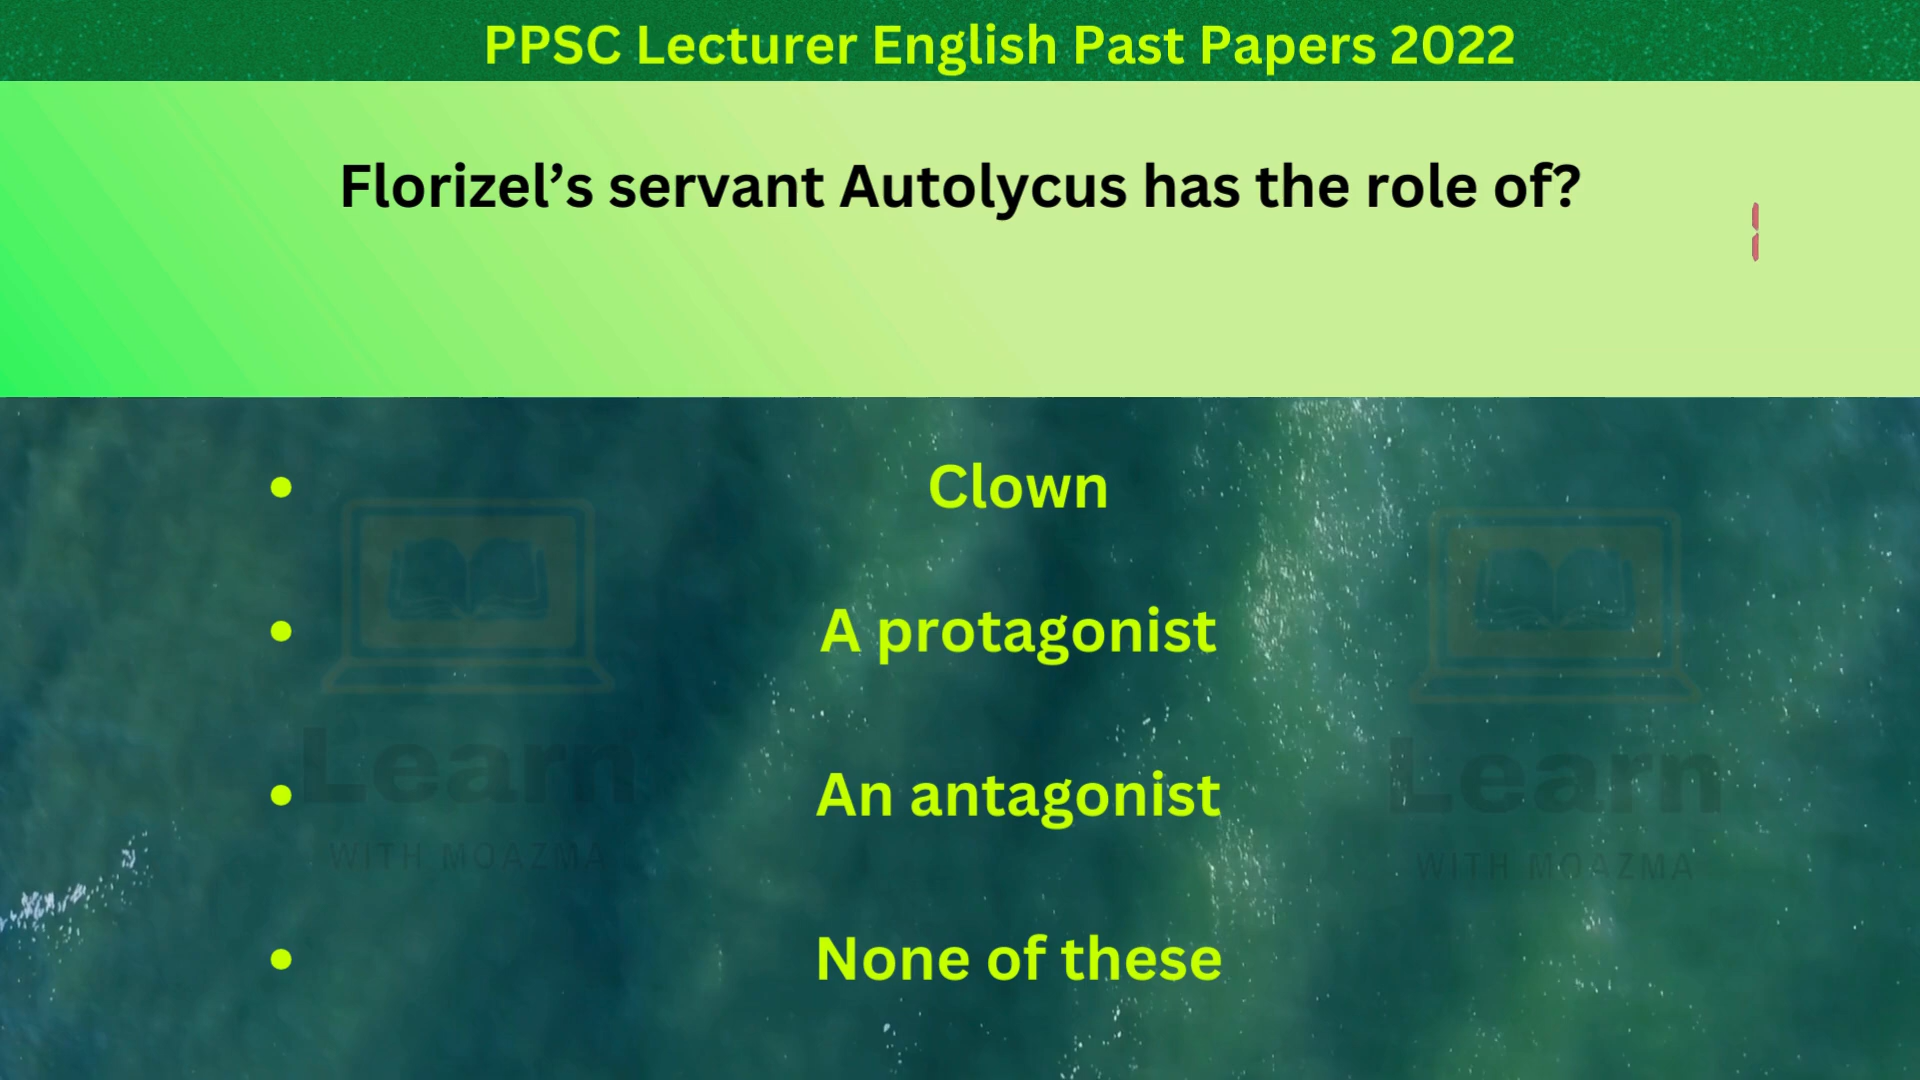 PPSC Lecturer English Past Papers 2022
Florizel’s servant Autolycus has the role of?
1
• Clown
• A protagonist
• An antagonist
• None of these
Learn
WITH MOAZMA
Learn
WITH MOAZMA